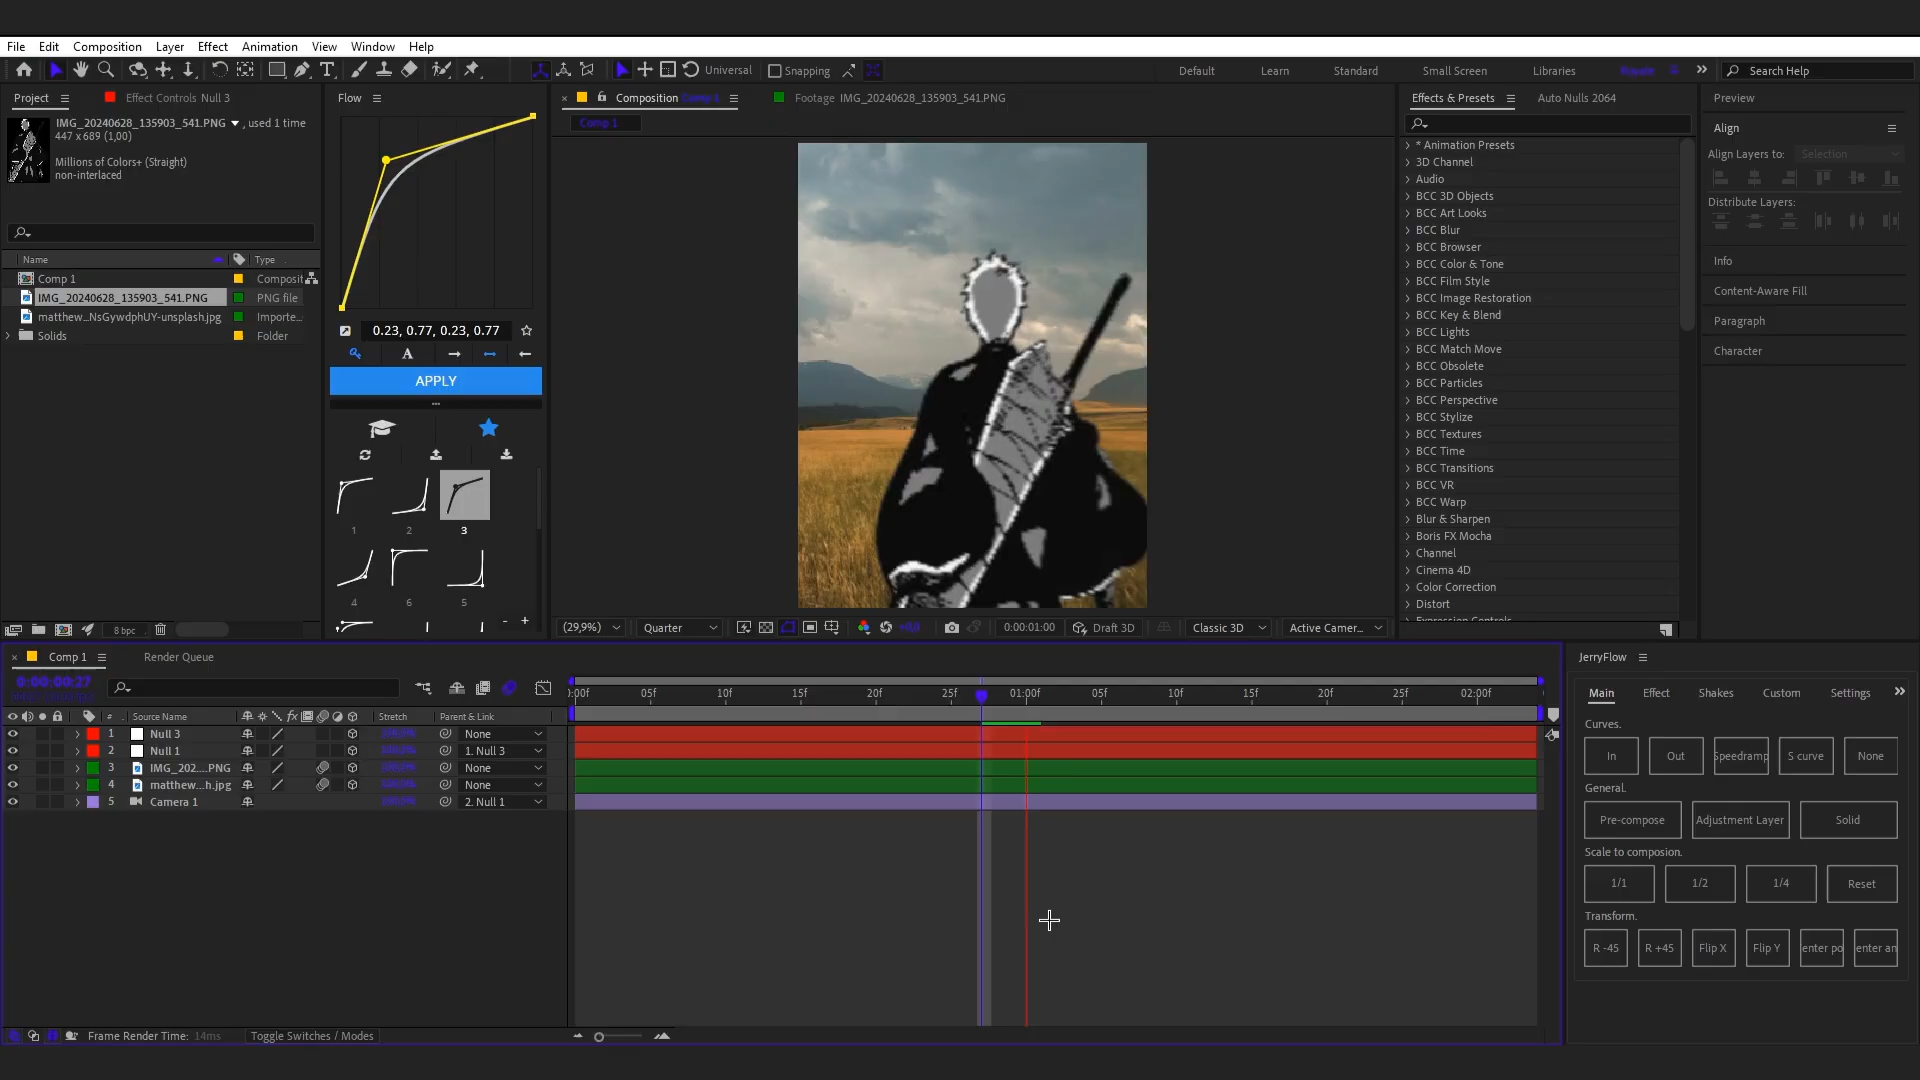 File Edit Composition Layer Effect Animation View Window Help
Universal Snapping Default Learn Standard Small Screen Libraries Search Help
Project Effect Controls Null 3
IMG_20240628_135903_541.PNG , used 1 time
447 x 689 (1,00)
Millions of Colors+ (Straight)
non-interlaced
Name Type
Comp 1 Composit
IMG_20240628_135903_541.PNG PNG file
matthew...NsGywdphUY-unsplash.jpg Importe...
Solids Folder
8 bpc
Flow
0.23, 0.77, 0.23, 0.77
A
APPLY
1 2 3
4 6 5
- +
Composition Comp 1 Footage IMG_20240628_135903_541.PNG
Comp 1
(29,9%) Quarter +0,0 0:00:01:00 Draft 3D Classic 3D Active Camer...
Effects & Presets Auto Nulls 2064
* Animation Presets
3D Channel
Audio
BCC 3D Objects
BCC Art Looks
BCC Blur
BCC Browser
BCC Color & Tone
BCC Film Style
BCC Image Restoration
BCC Key & Blend
BCC Lights
BCC Match Move
BCC Obsolete
BCC Particles
BCC Perspective
BCC Stylize
BCC Textures
BCC Time
BCC Transitions
BCC VR
BCC Warp
Blur & Sharpen
Boris FX Mocha
Channel
Cinema 4D
Color Correction
Distort
Expression Controls
Preview
Align
Align Layers to: Selection
Distribute Layers:
Info
Content-Aware Fill
Paragraph
Character
Comp 1 Render Queue
0:00:00:27
:00f 05f 10f 15f 20f 25f 01:00f 05f 10f 15f 20f 25f 02:00f
# Source Name fx Stretch Parent & Link
1 Null 3 None
2 Null 1 1. Null 3
3 IMG_202....PNG None
4 matthew...h.jpg None
5 Camera 1 2. Null 1
Frame Render Time: 14ms Toggle Switches / Modes
JerryFlow
Main Effect Shakes Custom Settings
Curves.
In Out Speedramp S curve None
General.
Pre-compose Adjustment Layer Solid
Scale to composion.
1/1 1/2 1/4 Reset
Transform.
R -45 R +45 Flip X Flip Y enter po enter an